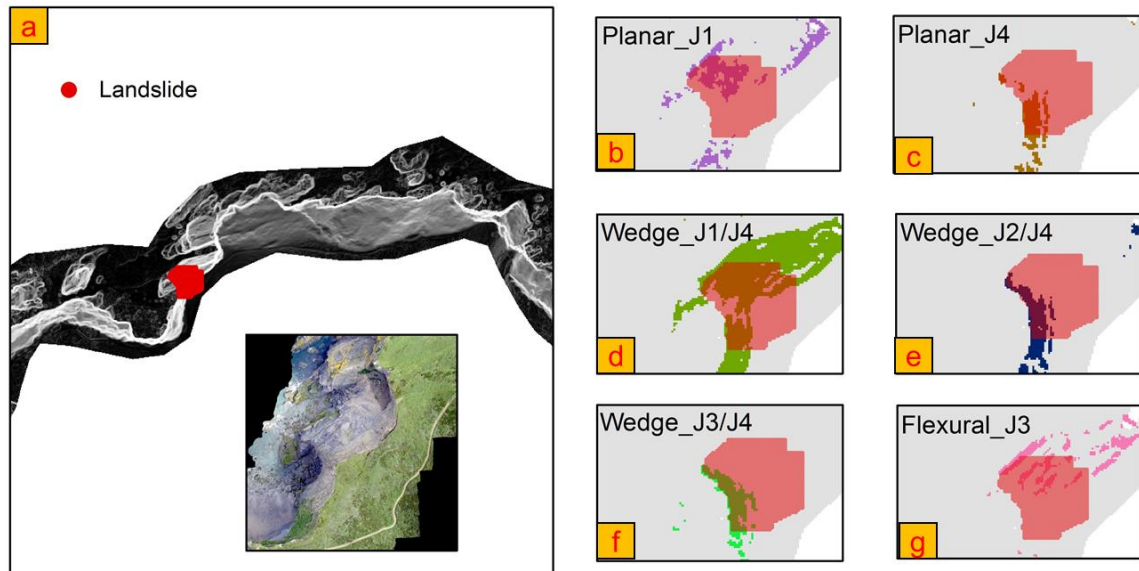 a
Landslide
Planar_J1
b
Planar_J4
c
Wedge_J1/J4
d
Wedge_J2/J4
e
Wedge_J3/J4
f
Flexural_J3
g